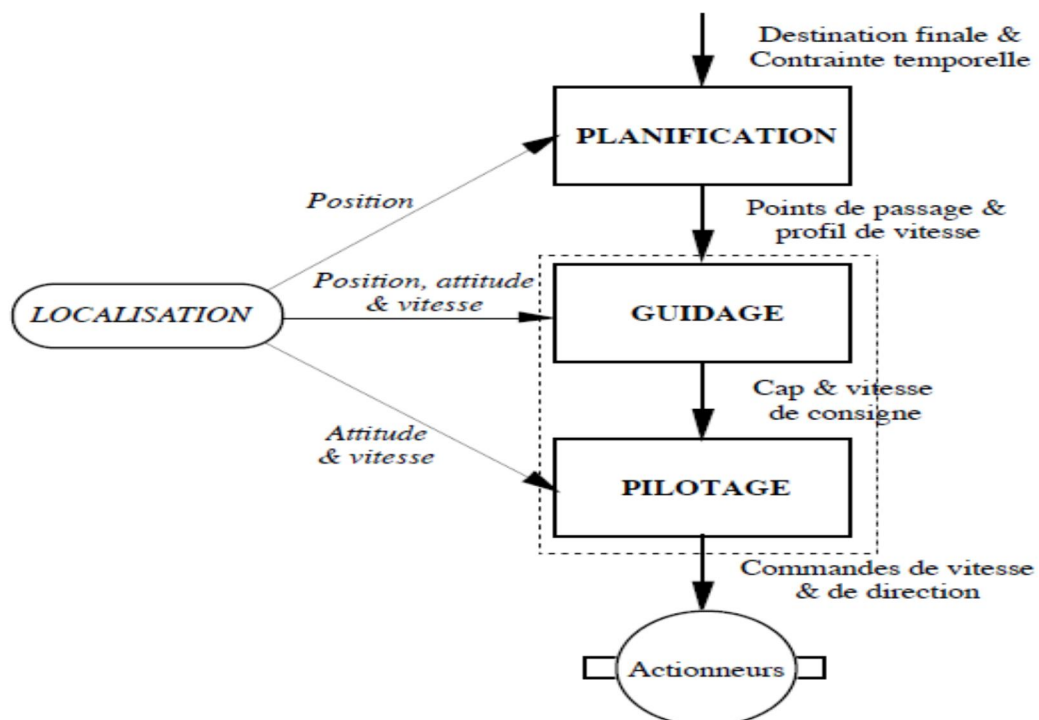 Destination finale &
Contrainte temporelle
PLANIFICATION
Position
Points de passage &
profil de vitesse
Position, attitude
& vitesse
LOCALISATION
GUIDAGE
Cap & vitesse
de consigne
Attitude
& vitesse
PILOTAGE
Commandes de vitesse
& de direction
Actionneurs